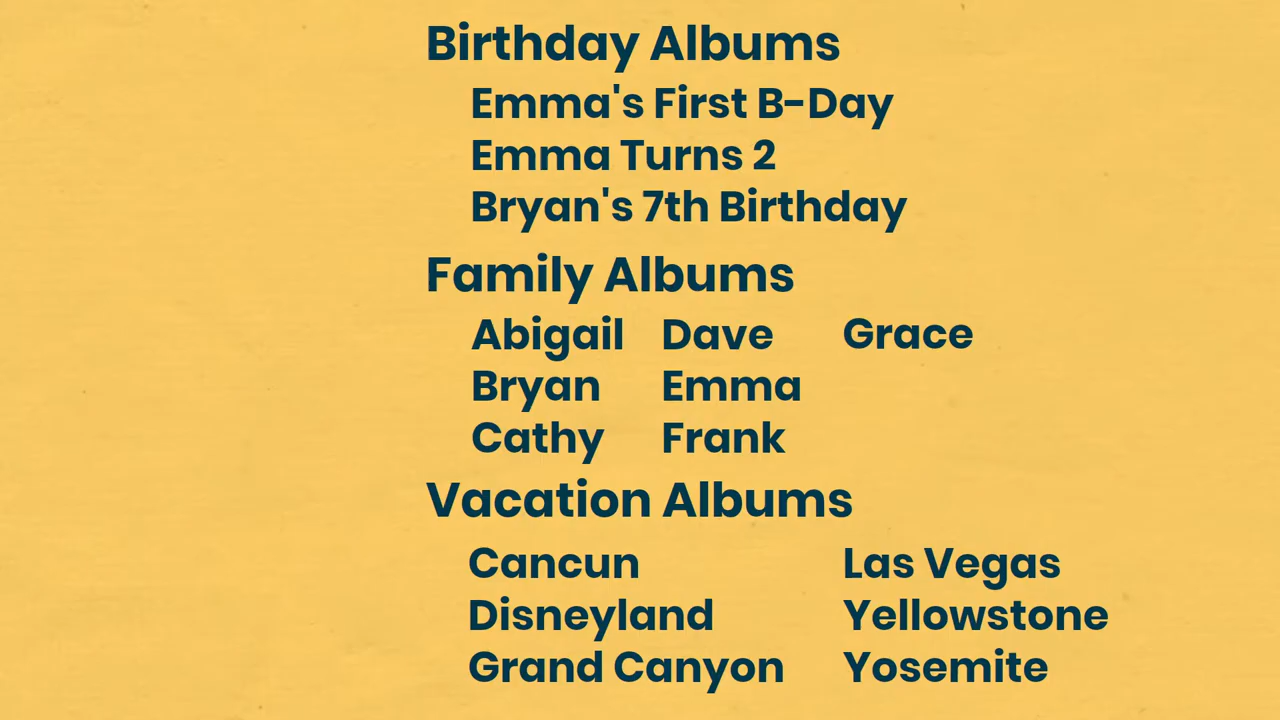 Birthday Albums
Emma's First B-Day
Emma Turns 2
Bryan's 7th Birthday
Family Albums
Abigail Dave Grace
Bryan Emma
Cathy Frank
Vacation Albums
Cancun Las Vegas
Disneyland Yellowstone
Grand Canyon Yosemite